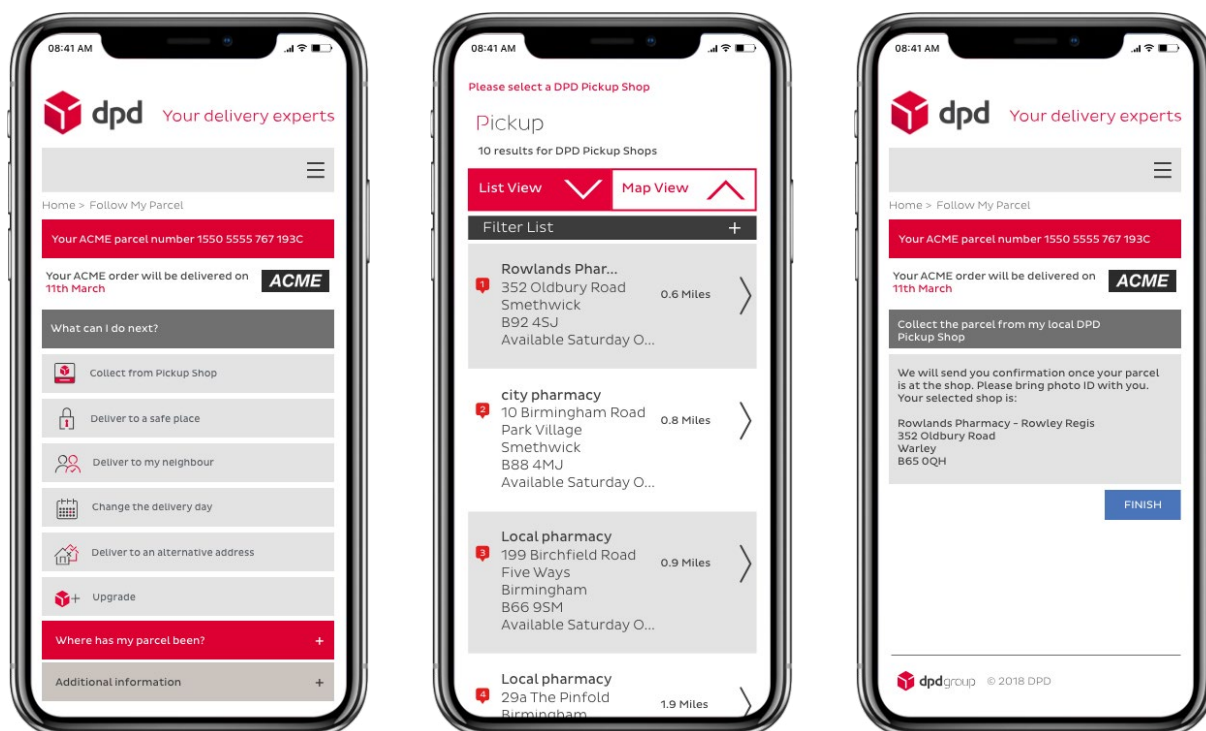 08:41 AM
dpd Your delivery experts
Home > Follow My Parcel
Your ACME parcel number 1550 5555 767 193C
Your ACME order will be delivered on
11th March
ACME
What can I do next?
Collect from Pickup Shop
Deliver to a safe place
Deliver to my neighbour
Change the delivery day
Deliver to an alternative address
Upgrade
Where has my parcel been? +
Additional information +
08:41 AM
Please select a DPD Pickup Shop
Pickup
10 results for DPD Pickup Shops
List View Map View
Filter List +
Rowlands Phar...
1 352 Oldbury Road 0.6 Miles
Smethwick
B92 4SJ
Available Saturday O...
city pharmacy
2 10 Birmingham Road 0.8 Miles
Park Village
Smethwick
B88 4MJ
Available Saturday O...
Local pharmacy
3 199 Birchfield Road 0.9 Miles
Five Ways
Birmingham
B66 9SM
Available Saturday O...
Local pharmacy
4 29a The Pinfold 1.9 Miles
Birmingham
08:41 AM
dpd Your delivery experts
Home > Follow My Parcel
Your ACME parcel number 1550 5555 767 193C
Your ACME order will be delivered on
11th March
ACME
Collect the parcel from my local DPD
Pickup Shop
We will send you confirmation once your parcel
is at the shop. Please bring photo ID with you.
Your selected shop is:
Rowlands Pharmacy - Rowley Regis
352 Oldbury Road
Warley
B65 0QH
FINISH
dpdgroup © 2018 DPD